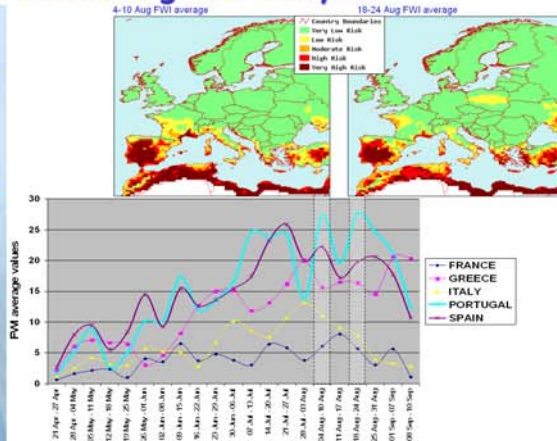 4-10 Aug FWI average
18-24 Aug FWI average
Country Boundaries
Very Low Risk
Low Risk
Moderate Risk
High Risk
Very High Risk
FWI average values
30
25
20
15
10
5
0
21 Apr - 27 Apr
28 Apr - 04 May
05 May - 11 May
12 May - 18 May
19 May - 25 May
26 May - 01 Jun
02 Jun - 08 Jun
09 Jun - 15 Jun
16 Jun - 22 Jun
23 Jun - 29 Jun
30 Jun - 06 Jul
07 Jul - 13 Jul
14 Jul - 20 Jul
21 Jul - 27 Jul
28 Jul - 03 Aug
04 Aug - 10 Aug
11 Aug - 17 Aug
18 Aug - 24 Aug
25 Aug - 31 Aug
01 Sep - 07 Sep
FRANCE
GREECE
ITALY
PORTUGAL
SPAIN